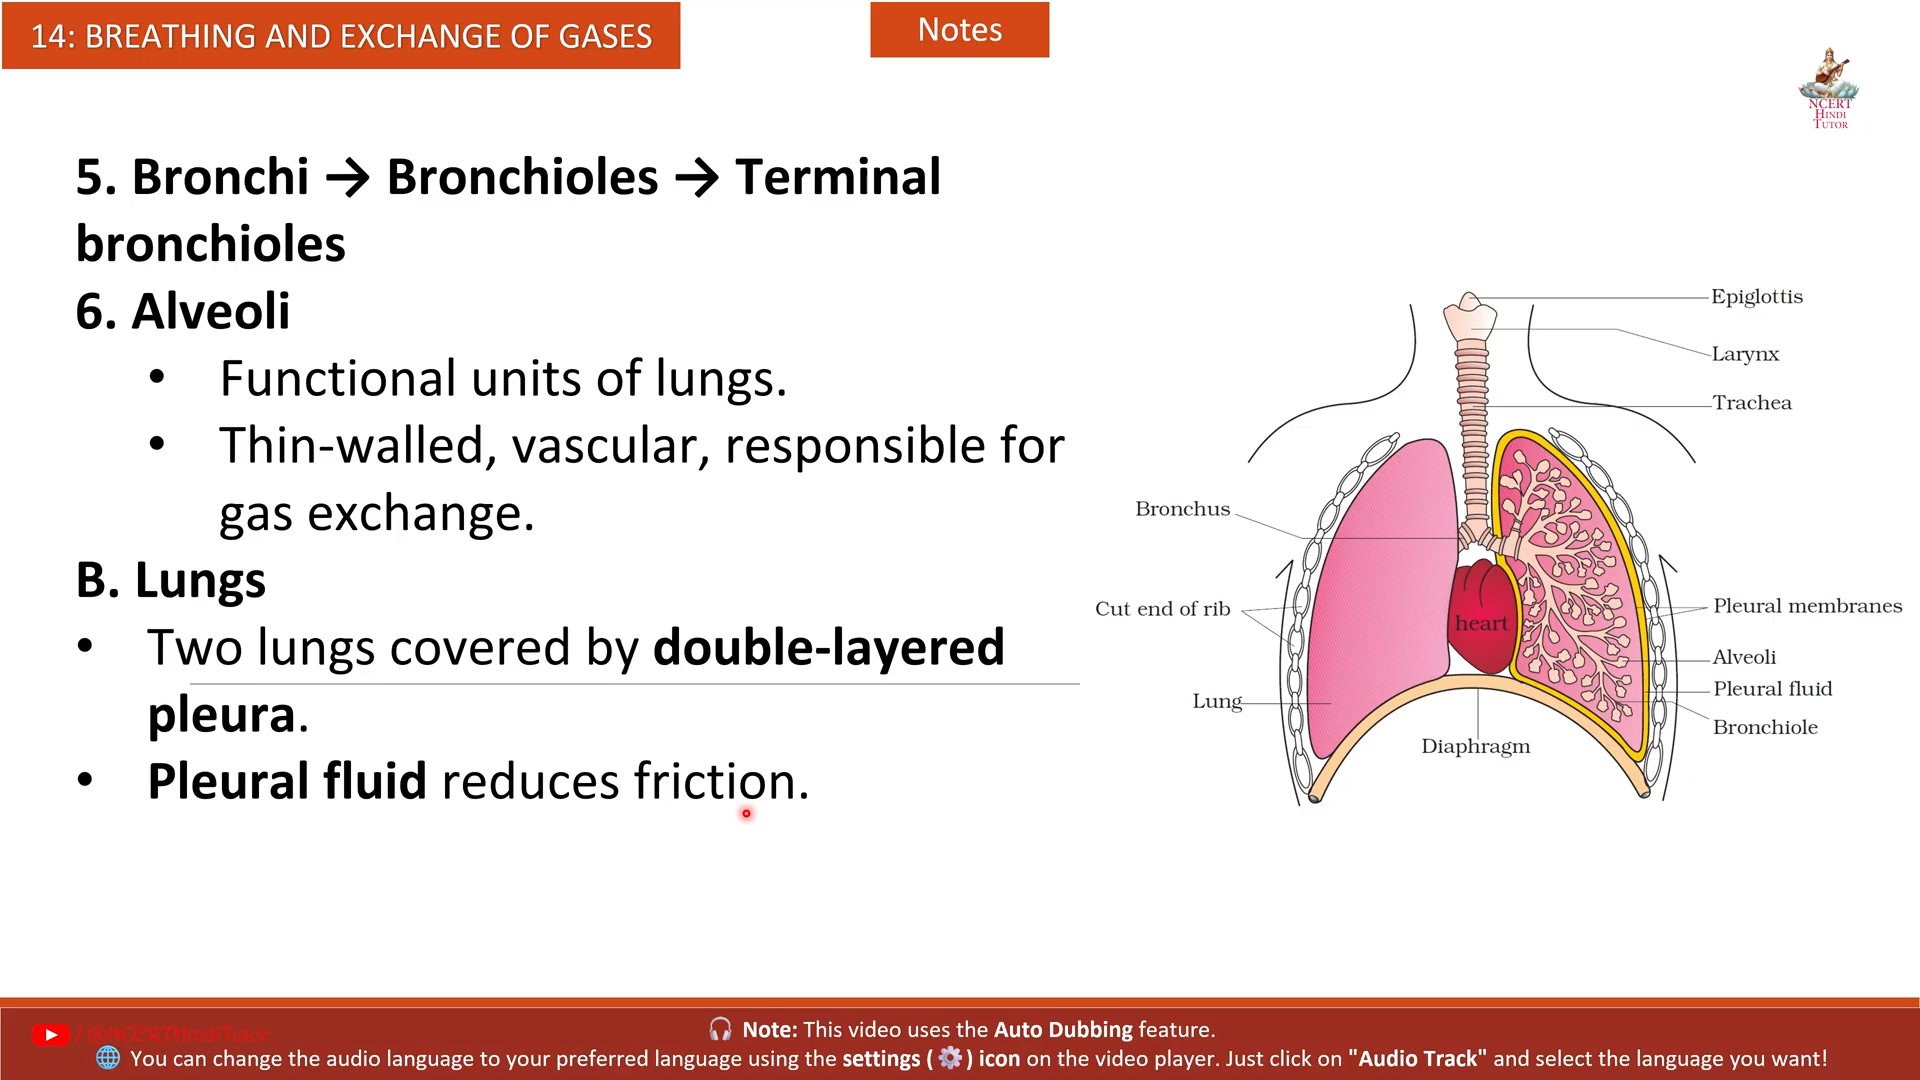 14: BREATHING AND EXCHANGE OF GASES
Notes
NCERT
HINDI
TUTOR
5. Bronchi → Bronchioles → Terminal
bronchioles
6. Alveoli
• Functional units of lungs.
• Thin-walled, vascular, responsible for
gas exchange.
B. Lungs
• Two lungs covered by double-layered
pleura.
• Pleural fluid reduces friction.
Epiglottis
Larynx
Trachea
Bronchus
Cut end of rib
heart
Pleural membranes
Alveoli
Pleural fluid
Lung
Bronchiole
Diaphragm
/ @NCERTHindiTutor
🎧 Note: This video uses the Auto Dubbing feature.
🌐 You can change the audio language to your preferred language using the settings ( ⚙️ ) icon on the video player. Just click on "Audio Track" and select the language you want!